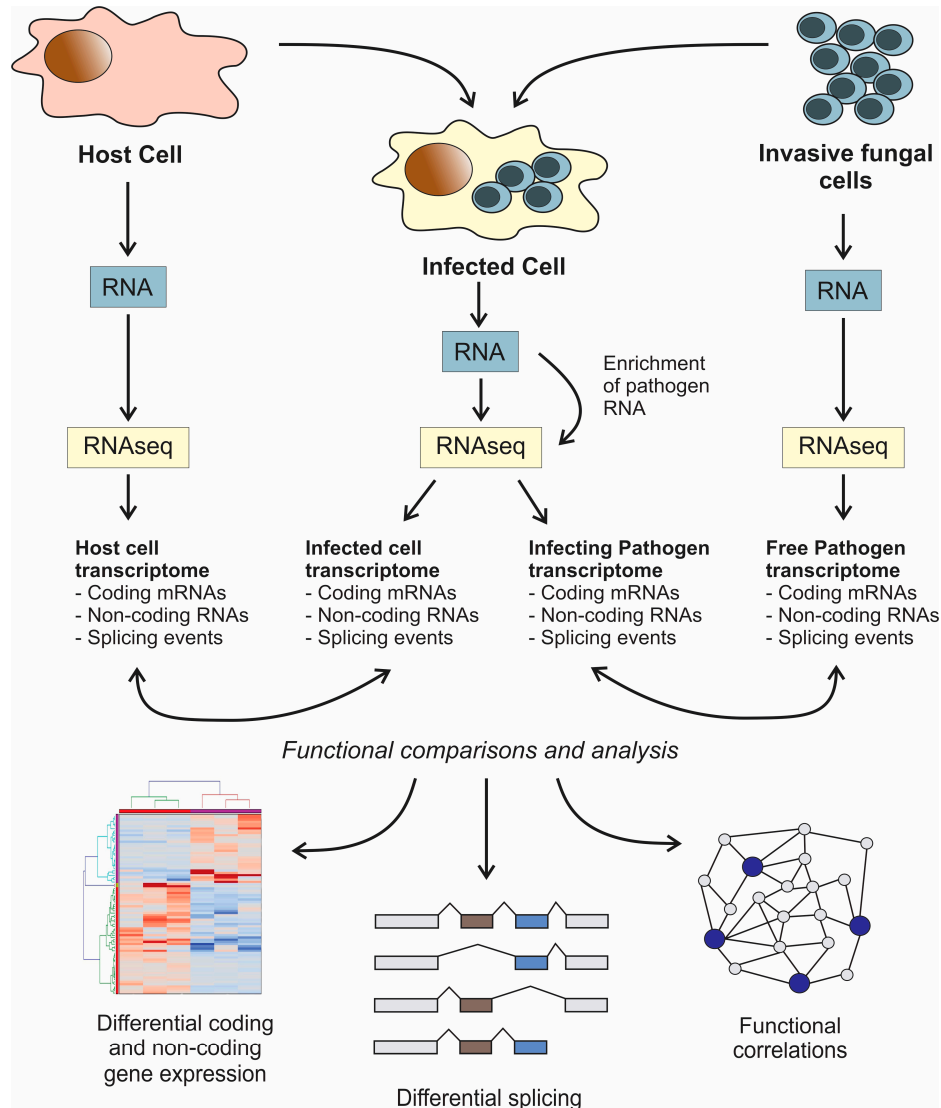 Host Cell
Invasive fungal
cells
Infected Cell
RNA
RNA
RNA
Enrichment
of pathogen
RNA
RNAseq
RNAseq
RNAseq
Host cell
transcriptome
- Coding mRNAs
- Non-coding RNAs
- Splicing events
Infected cell
transcriptome
- Coding mRNAs
- Non-coding RNAs
- Splicing events
Infecting Pathogen
transcriptome
- Coding mRNAs
- Non-coding RNAs
- Splicing events
Free Pathogen
transcriptome
- Coding mRNAs
- Non-coding RNAs
- Splicing events
Functional comparisons and analysis
Differential coding
and non-coding
gene expression
Differential splicing
Functional
correlations